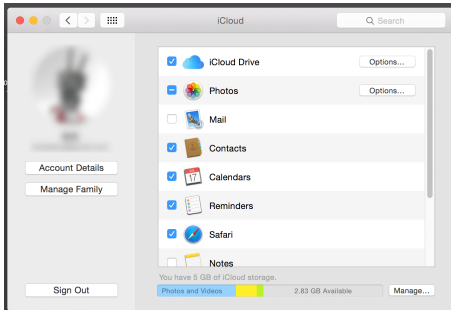 iCloud
Search
Account Details
Manage Family
Sign Out
iCloud Drive
Options...
Photos
Options...
Mail
Contacts
17
Calendars
Reminders
Safari
Notes
You have 5 GB of iCloud storage.
Photos and Videos
2.83 GB Available
Manage...